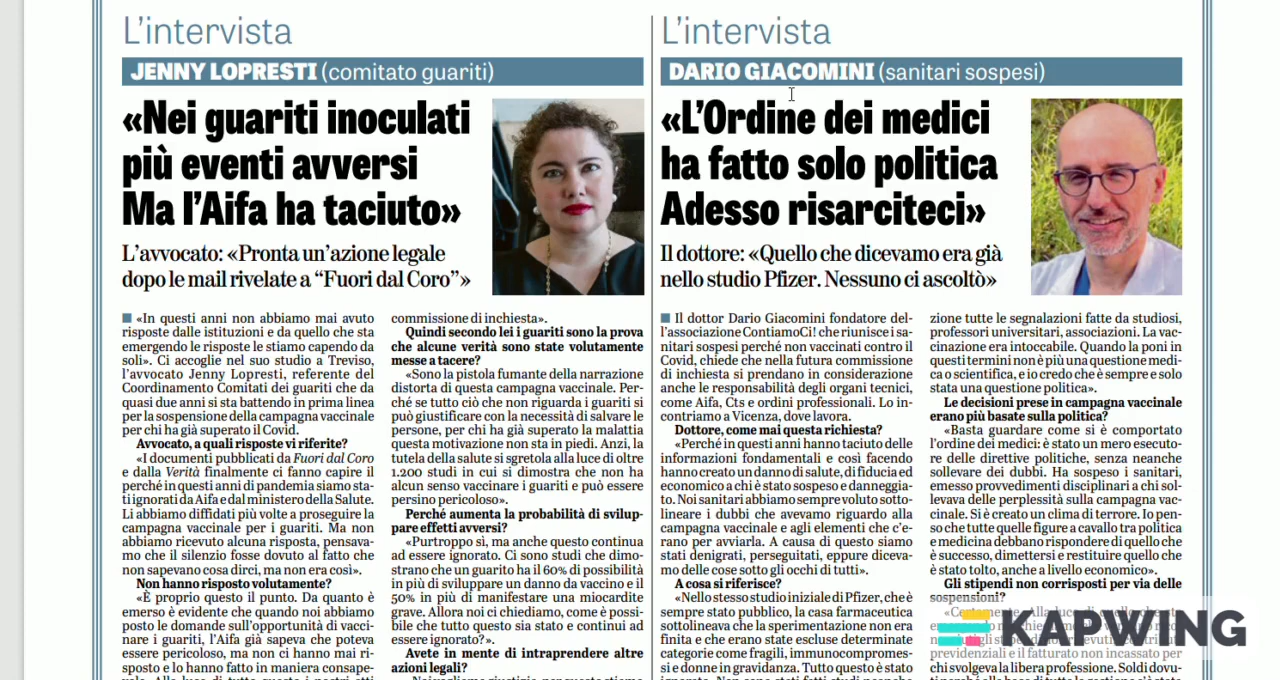 L'intervista
JENNY LOPRESTI (comitato guariti)
«Nei guariti inoculati
più eventi avversi
Ma l'Aifa ha taciuto»
L'avvocato: «Pronta un'azione legale
dopo le mail rivelate a “Fuori dal Coro”»
«In questi anni non abbiamo mai avuto
risposte dalle istituzioni e da quello che sta
emergendo le risposte le stiamo capendo da
soli». Ci accoglie nel suo studio a Treviso,
l'avvocato Jenny Lopresti, referente del
Coordinamento Comitati dei guariti che da
quasi due anni si sta battendo in prima linea
per la sospensione della campagna vaccinale
per chi ha già superato il Covid.
Avvocato, a quali risposte vi riferite?
«I documenti pubblicati da Fuori dal Coro
e dalla Verità finalmente ci fanno capire il
perché in questi anni di pandemia siamo sta-
ti ignorati da Aifa e dal ministero della Salute.
Li abbiamo diffidati più volte a proseguire la
campagna vaccinale per i guariti. Ma non
abbiamo ricevuto alcuna risposta, pensava-
mo che il silenzio fosse dovuto al fatto che
non sapevano cosa dirci, ma non era così».
Non hanno risposto volutamente?
«È proprio questo il punto. Da quanto è
emerso è evidente che quando noi abbiamo
posto le domande sull'opportunità di vacci-
nare i guariti, l'Aifa già sapeva che poteva
essere pericoloso, ma non ci hanno mai ri-
sposto e lo hanno fatto in maniera consape-
vole. Alla luce di tutto questo i nostri atti
commissione di inchiesta».
Quindi secondo lei i guariti sono la prova
che alcune verità sono state volutamente
messe a tacere?
«Sono la pistola fumante della narrazione
distorta di questa campagna vaccinale. Per-
ché se tutto ciò che non riguarda i guariti si
può giustificare con la necessità di salvare le
persone, per chi ha già superato la malattia
questa motivazione non sta in piedi. Anzi, la
tutela della salute si sgretola alla luce di oltre
1.200 studi in cui si dimostra che non ha
alcun senso vaccinare i guariti e può essere
persino pericoloso».
Perché aumenta la probabilità di svilup-
pare effetti avversi?
«Purtroppo sì, ma anche questo continua
ad essere ignorato. Ci sono studi che dimo-
strano che un guarito ha il 60% di possibilità
in più di sviluppare un danno da vaccino e il
50% in più di manifestare una miocardite
grave. Allora noi ci chiediamo, come è possi-
bile che tutto questo sia stato e continui ad
essere ignorato?».
Avete in mente di intraprendere altre
azioni legali?
L'intervista
DARIO GIACOMINI (sanitari sospesi)
«L'Ordine dei medici
ha fatto solo politica
Adesso risarciteci»
Il dottore: «Quello che dicevamo era già
nello studio Pfizer. Nessuno ci ascoltò»
Il dottor Dario Giacomini fondatore del-
l'associazione ContiamoCi! che riunisce i sa-
nitari sospesi perché non vaccinati contro il
Covid, chiede che nella futura commissione
di inchiesta si prendano in considerazione
anche le responsabilità degli organi tecnici,
come Aifa, Cts e ordini professionali. Lo in-
contriamo a Vicenza, dove lavora.
Dottore, come mai questa richiesta?
«Perché in questi anni hanno taciuto delle
informazioni fondamentali e così facendo
hanno creato un danno di salute, di fiducia ed
economico a chi è stato sospeso e danneggia-
to. Noi sanitari abbiamo sempre voluto sotto-
lineare i dubbi che avevamo riguardo alla
campagna vaccinale e agli elementi che c'e-
rano per avviarla. A causa di questo siamo
stati denigrati, perseguitati, eppure diceva-
mo delle cose sotto gli occhi di tutti».
A cosa si riferisce?
«Nello stesso studio iniziale di Pfizer, che è
sempre stato pubblico, la casa farmaceutica
sottolineava che la sperimentazione non era
finita e che erano state escluse determinate
categorie come fragili, immunocompromes-
si e donne in gravidanza. Tutto questo è stato
zione tutte le segnalazioni fatte da studiosi,
professori universitari, associazioni. La vac-
cinazione era intoccabile. Quando la poni in
questi termini non è più una questione medi-
ca o scientifica, e io credo che è sempre e solo
stata una questione politica».
Le decisioni prese in campagna vaccinale
erano più basate sulla politica?
«Basta guardare come si è comportato
l'ordine dei medici: è stato un mero esecuto-
re delle direttive politiche, senza neanche
sollevare dei dubbi. Ha sospeso i sanitari,
emesso provvedimenti disciplinari a chi sol-
levava delle perplessità sulla campagna vac-
cinale. Si è creato un clima di terrore. Io pen-
so che tutte quelle figure a cavallo tra politica
e medicina debbano rispondere di quello che
è successo, dimettersi e restituire quello che
è stato tolto, anche a livello economico».
Gli stipendi non corrisposti per via delle
sospensioni?
previdenziali e il fatturato non incassato per
chi svolgeva la libera professione. Soldi dovu-
KAPWING